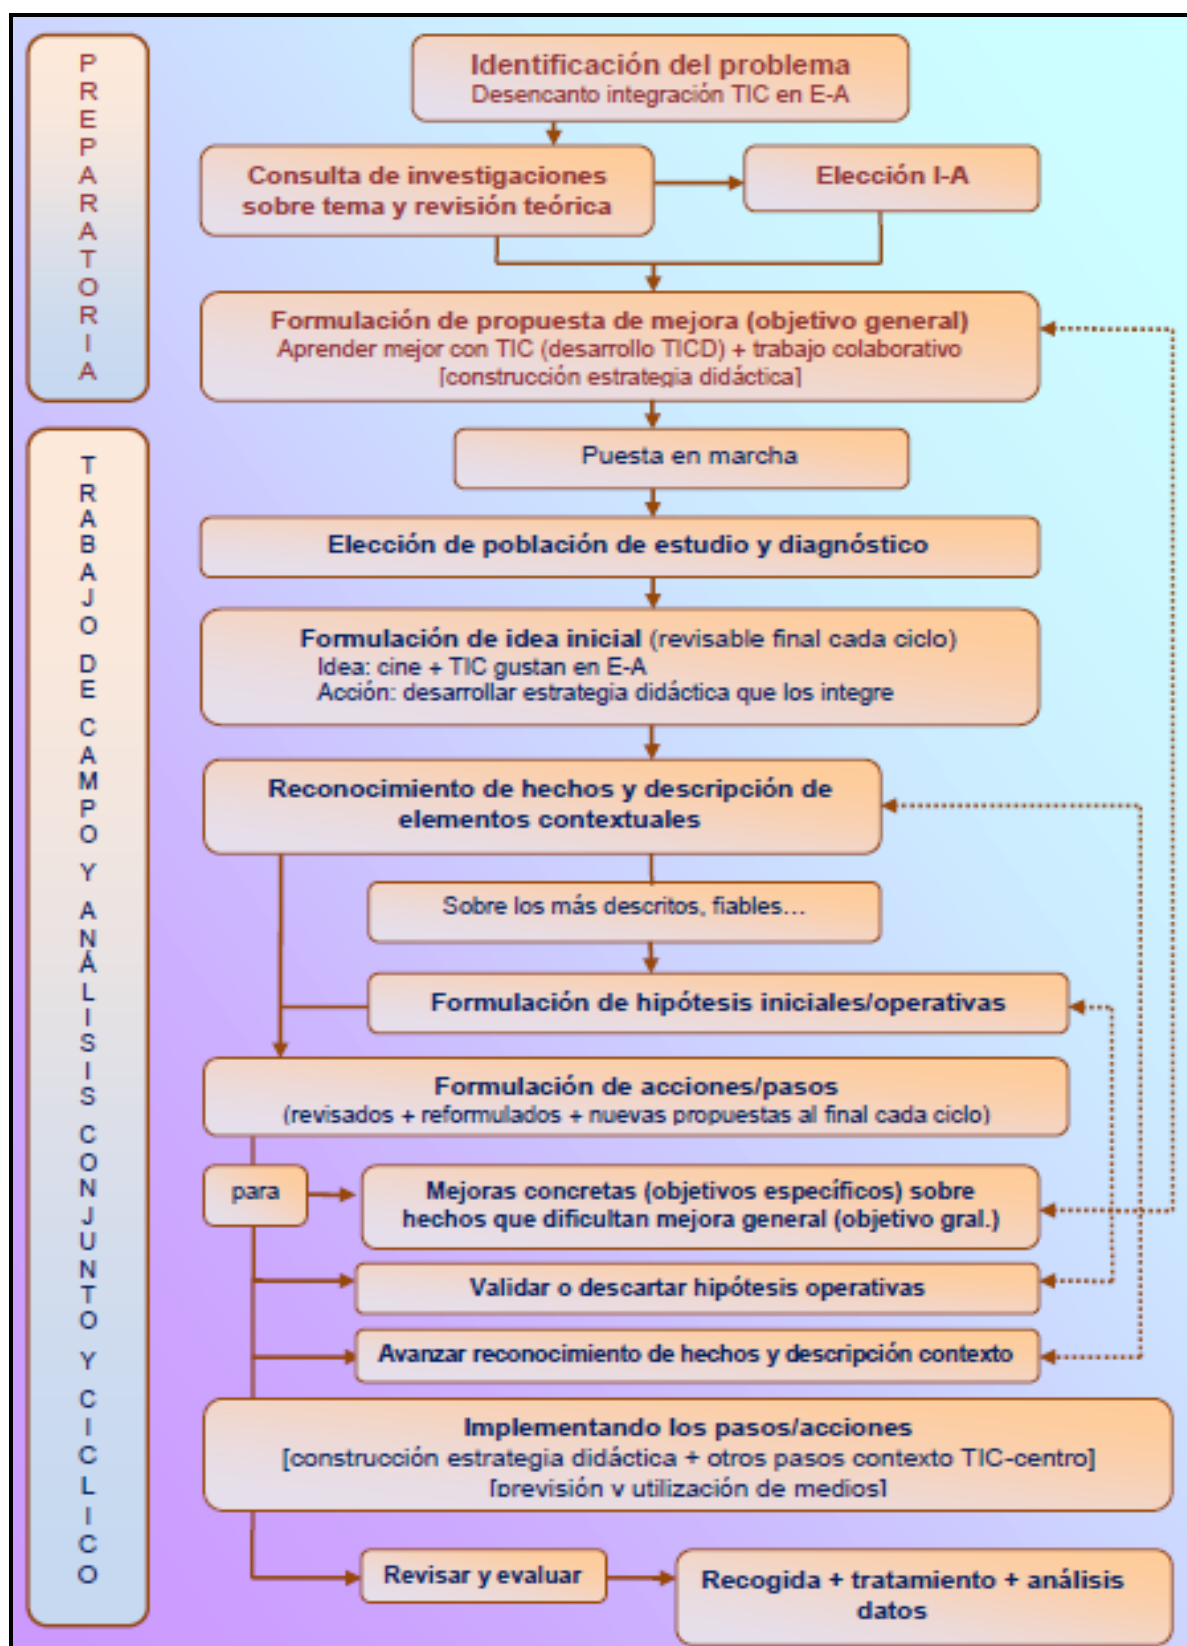 PREPARATORIA
Identificación del problema
Desencanto integración TIC en E-A
Consulta de investigaciones
sobre tema y revisión teórica
Elección I-A
Formulación de propuesta de mejora (objetivo general)
Aprender mejor con TIC (desarrollo TICD) + trabajo colaborativo
[construcción estrategia didáctica]
TRABAJO DE CAMPO Y ANÁLISIS CONJUNTO Y CICLICO
Puesta en marcha
Elección de población de estudio y diagnóstico
Formulación de idea inicial (revisable final cada ciclo)
Idea: cine + TIC gustan en E-A
Acción: desarrollar estrategia didáctica que los integre
Reconocimiento de hechos y descripción de
elementos contextuales
Sobre los más descritos, fiables…
Formulación de hipótesis iniciales/operativas
Formulación de acciones/pasos
(revisados + reformulados + nuevas propuestas al final cada ciclo)
para
Mejoras concretas (objetivos específicos) sobre
hechos que dificultan mejora general (objetivo gral.)
Validar o descartar hipótesis operativas
Avanzar reconocimiento de hechos y descripción contexto
Implementando los pasos/acciones
[construcción estrategia didáctica + otros pasos contexto TIC-centro]
[previsión y utilización de medios]
Revisar y evaluar
Recogida + tratamiento + análisis
datos